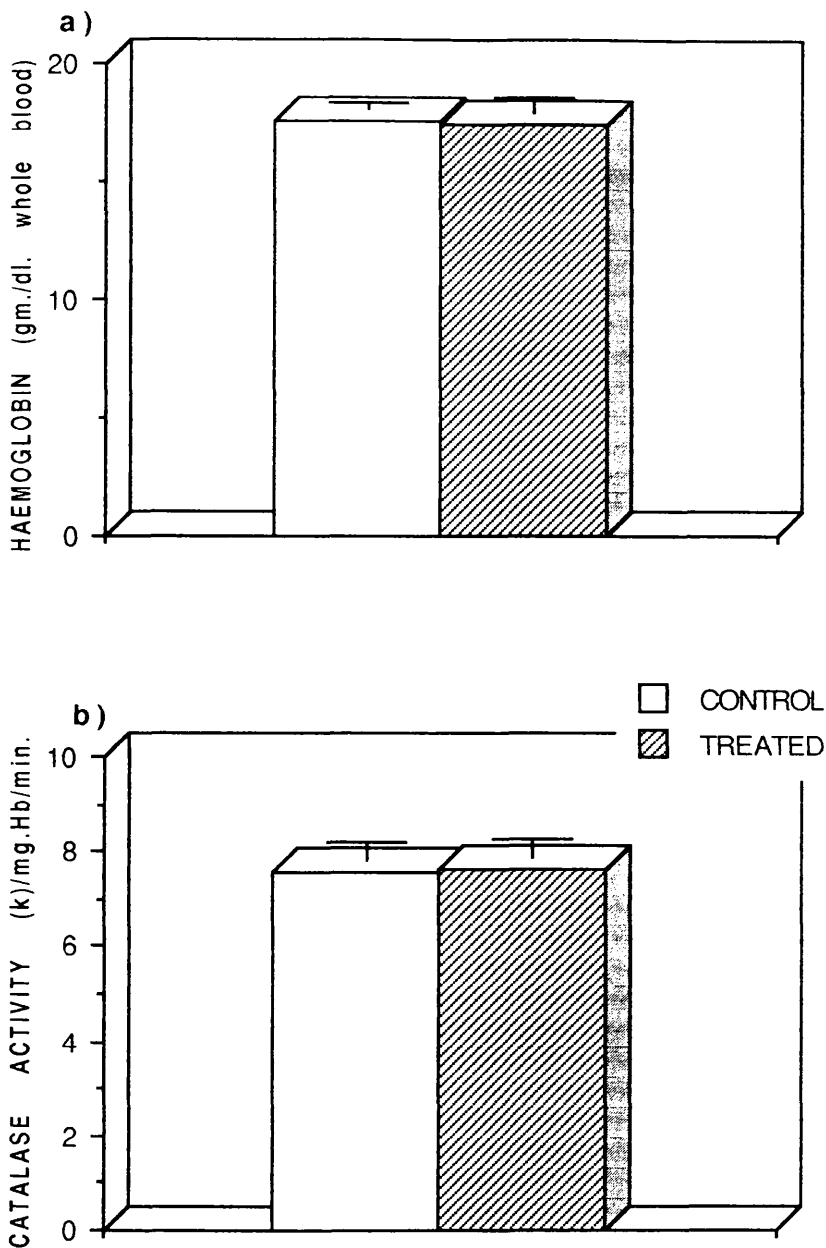 a)
HAEMOGLOBIN (gm./dl. whole blood)
20
10
0
b)
CONTROL
TREATED
CATALASE ACTIVITY (k)/mg.Hb/min.
10
8
6
4
2
0